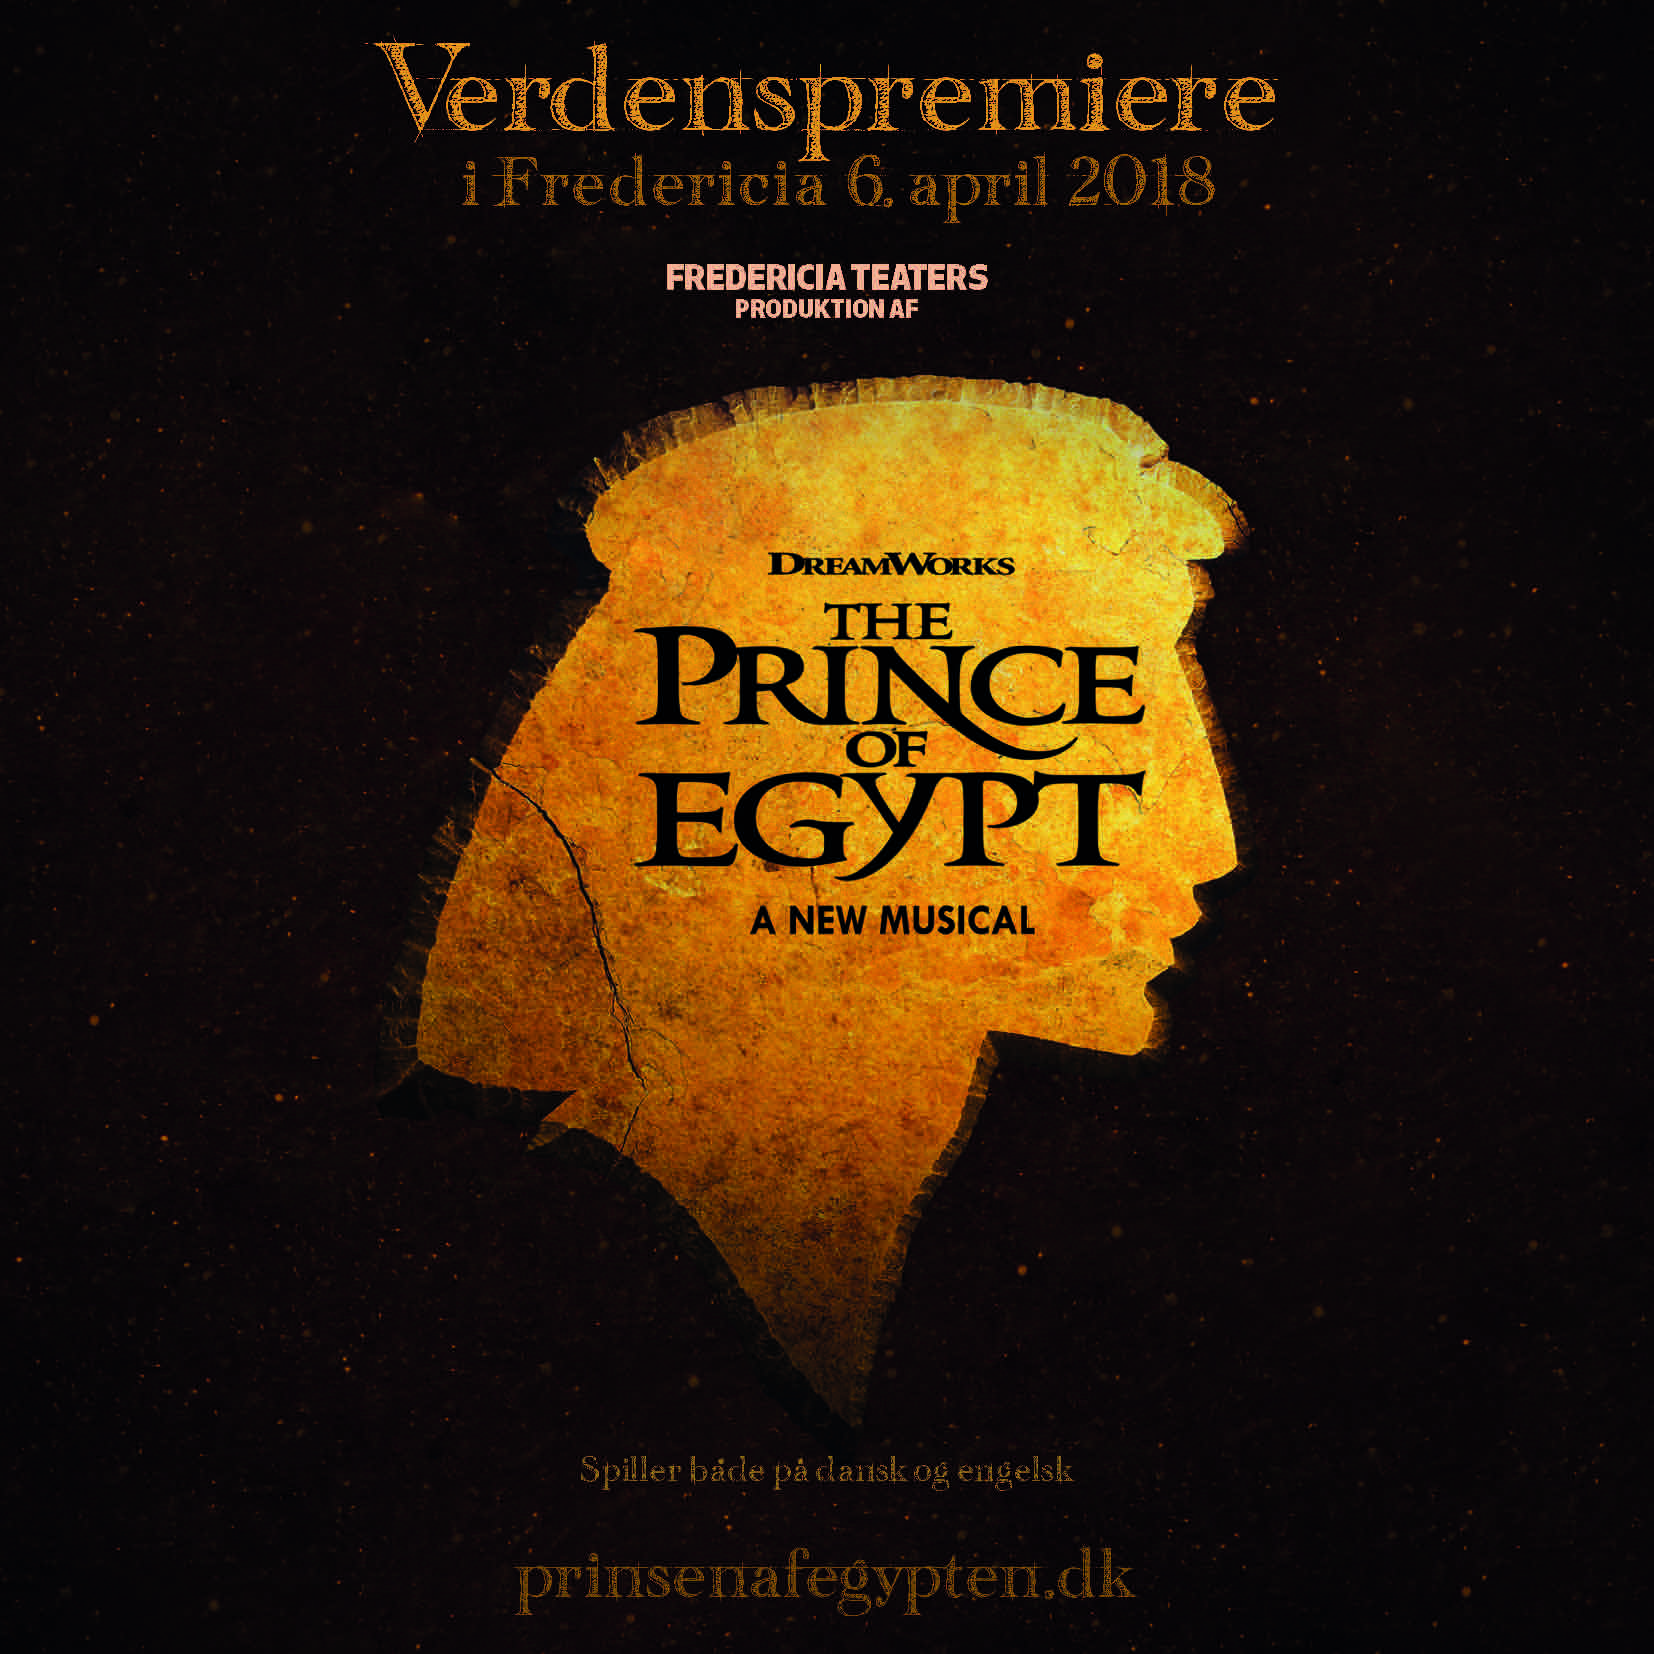 Verdenspremiere
i Fredericia 6. april 2018
FREDERICIA TEATERS
PRODUKTION AF
DREAMWORKS
THE
PRINCE
OF
EGYPT
A NEW MUSICAL
Spiller både på dansk og engelsk
prinsenafegypten.dk